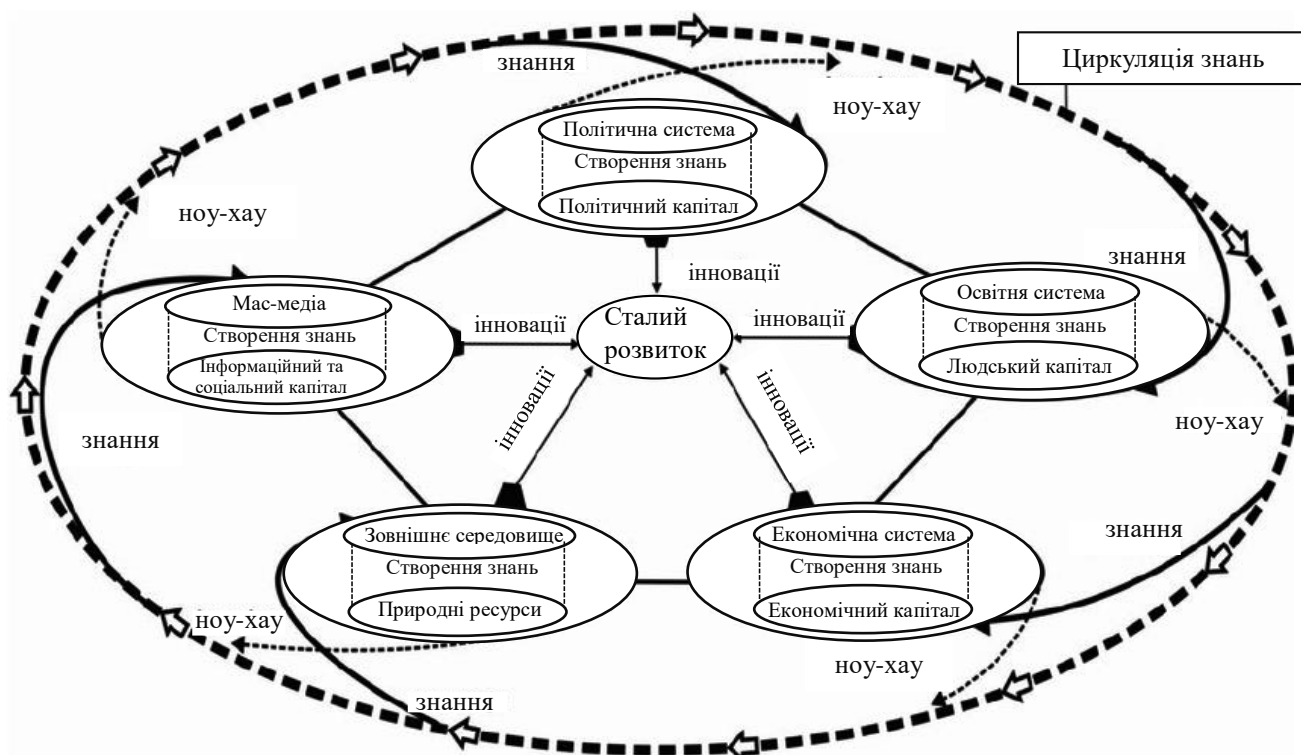 знання
Циркуляція знань
ноу-хау
Політична система
Створення знань
Політичний капітал
ноу-хау
інновації
знання
Мас-медіа
Створення знань
Інформаційний та
соціальний капітал
інновації
Сталий
розвиток
інновації
Освітня система
Створення знань
Людський капітал
знання
інновації
інновації
ноу-хау
Зовнішнє середовище
Створення знань
Природні ресурси
Економічна система
Створення знань
Економічний капітал
знання
ноу-хау
ноу-хау
знання